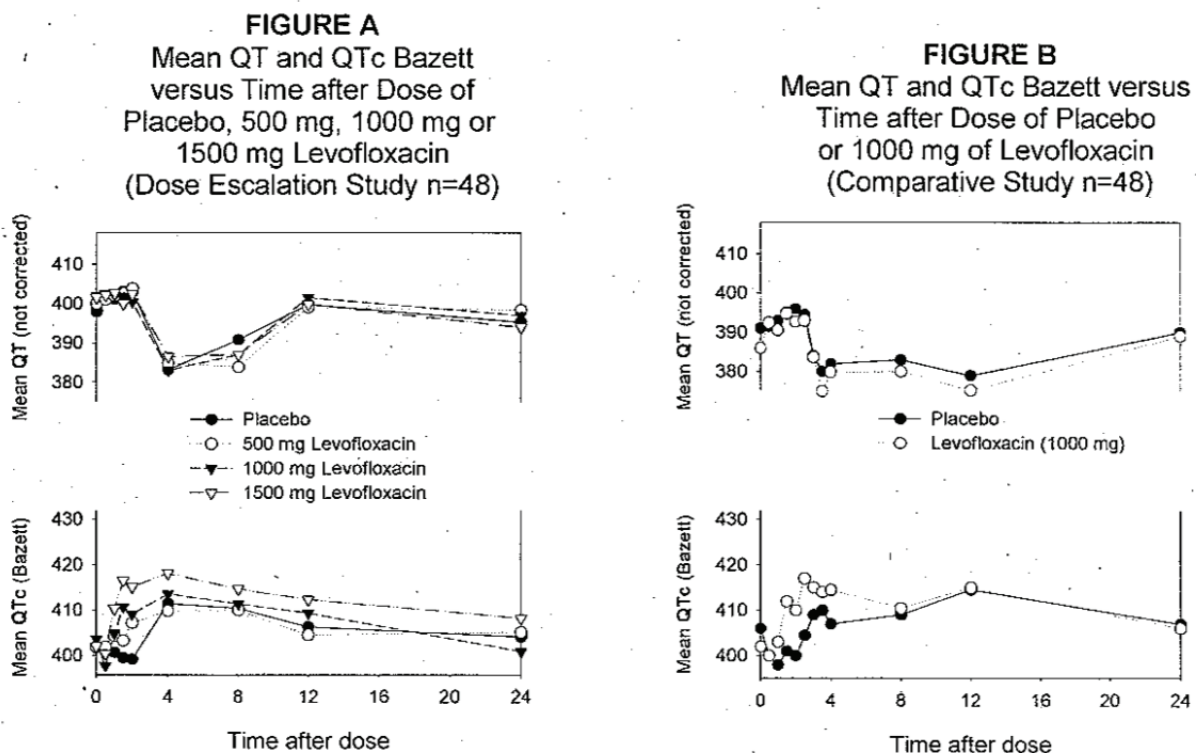 FIGURE A
Mean QT and QTc Bazett
versus Time after Dose of
Placebo, 500 mg, 1000 mg or
1500 mg Levofloxacin
(Dose Escalation Study n=48)
Mean QT (not corrected)
410
400
390
380
Placebo
500 mg Levofloxacin
1000 mg Levofloxacin
1500 mg Levofloxacin
Mean QTc (Bazett)
430
420
410
400
0 4 8 12 16 20 24
Time after dose
FIGURE B
Mean QT and QTc Bazett versus
Time after Dose of Placebo
or 1000 mg of Levofloxacin
(Comparative Study n=48)
Mean QT (not corrected)
410
400
390
380
Placebo
Levofloxacin (1000 mg)
Mean QTc (Bazett)
430
420
410
400
0 4 8 12 16 20 24
Time after dose